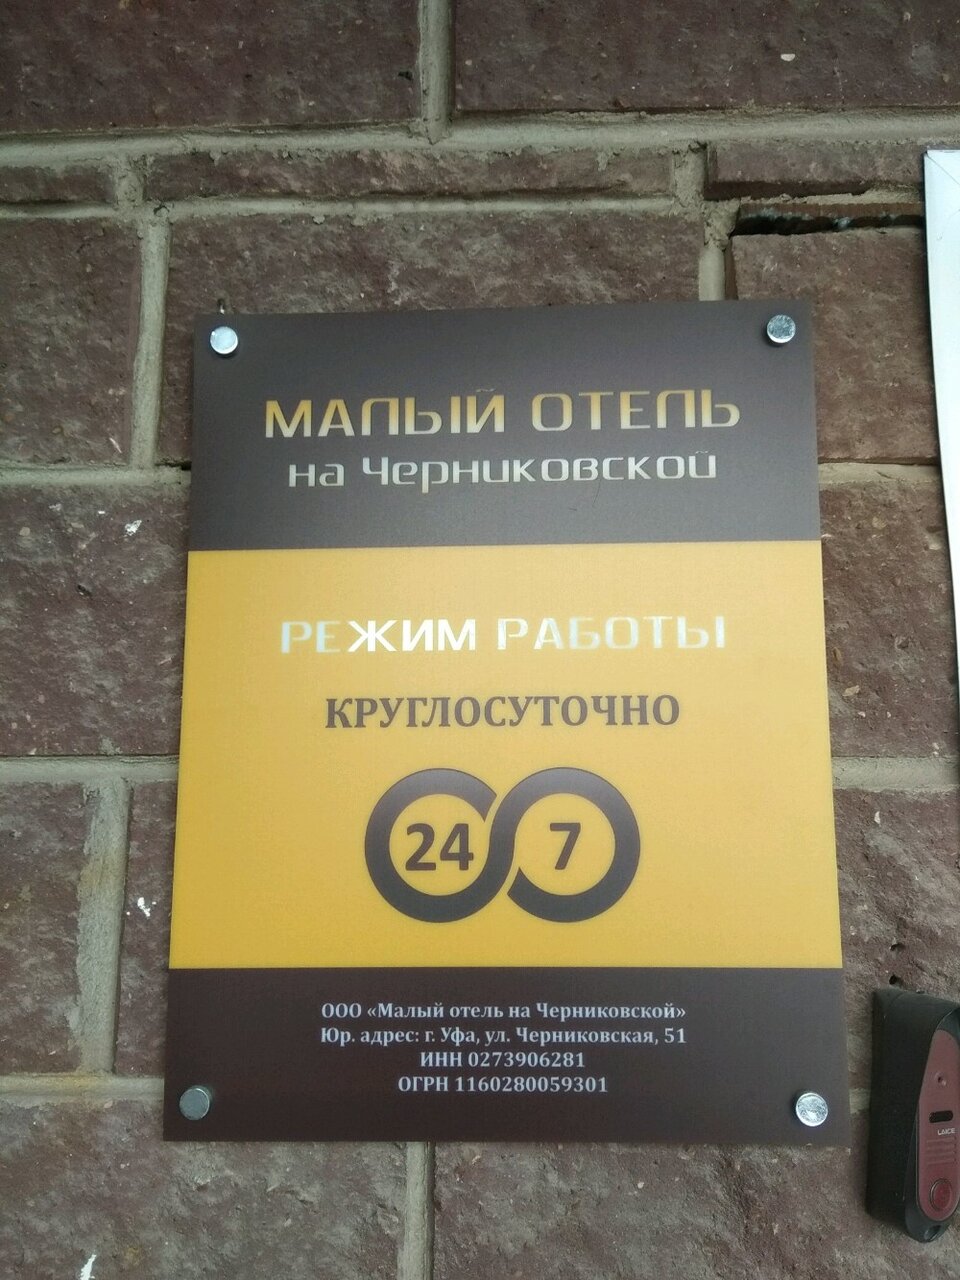 МАЛЫЙ ОТЕЛЬ
на Черниковской
РЕЖИМ РАБОТЫ
КРУГЛОСУТОЧНО
24 7
ООО «Малый отель на Черниковской»
Юр. адрес: г. Уфа, ул. Черниковская, 51
ИНН 0273906281
ОГРН 1160280059301
LAICE